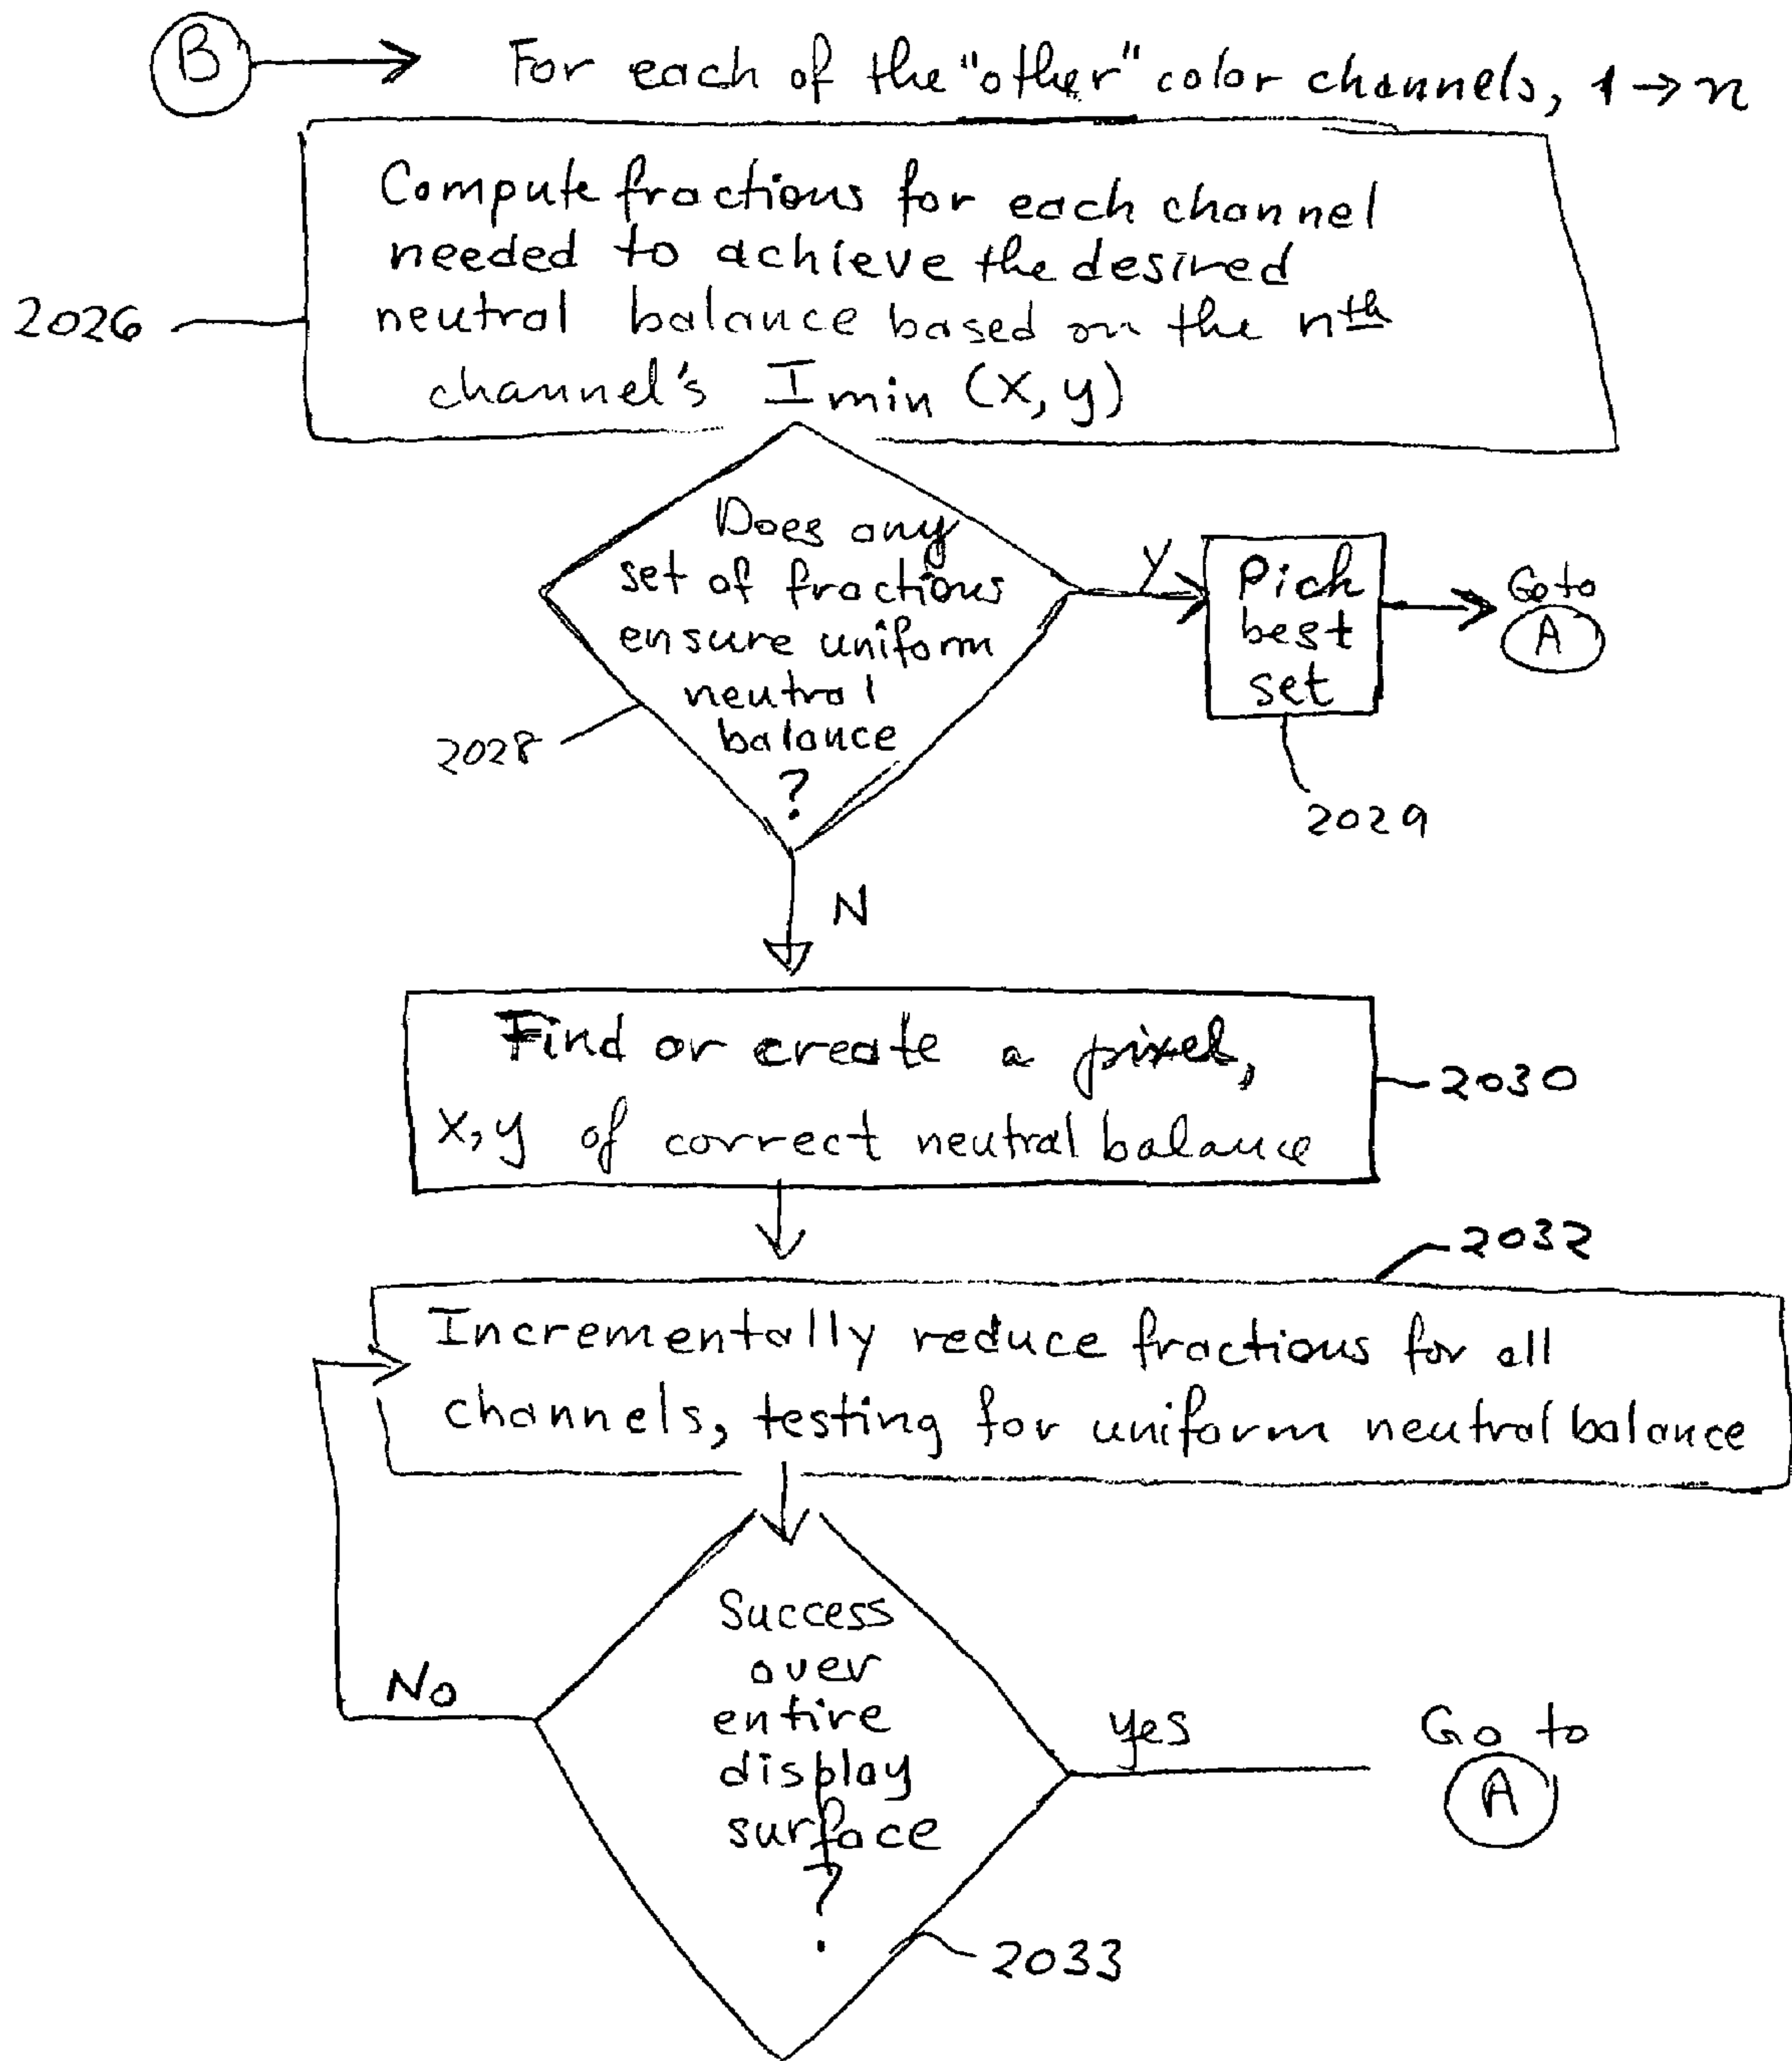 B → For each of the "other" color channels, 1 → n
Compute fractions for each channel
needed to achieve the desired
2026
neutral balance based on the nth
channel's Imin (x, y)
Does any
set of fractions
ensure uniform
neutral
balance
?
2028
Y
Pick
best
set
2029
Go to
A
N
Find or create a pixel,
x, y of correct neutral balance
2030
2032
Incrementally reduce fractions for all
channels, testing for uniform neutral balance
Success
over
entire
display
surface
?
No
yes
Go to
A
2033